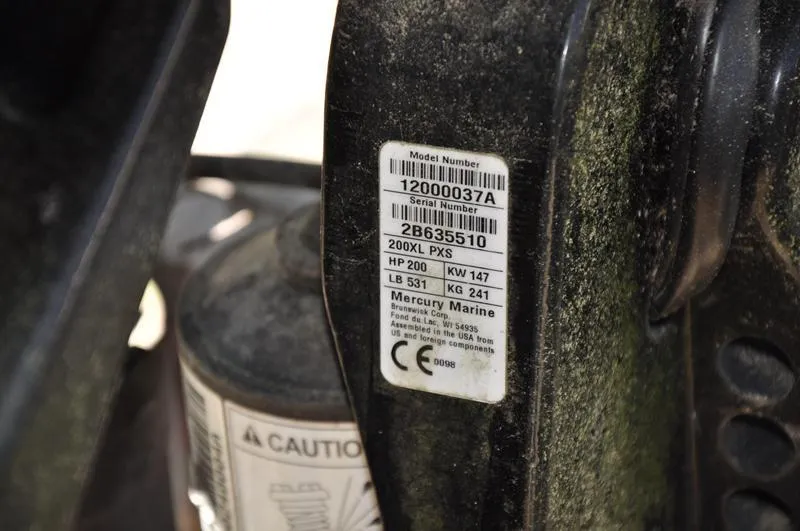 Model Number
12000037A
Serial Number
2B635510
200XL PXS
HP 200 KW 147
LB 531 KG 241
Mercury Marine
Brunswick Corp.
Fond du Lac, WI 54935
Assembled in the USA from
US and foreign components
CE 0098
CAUTIO